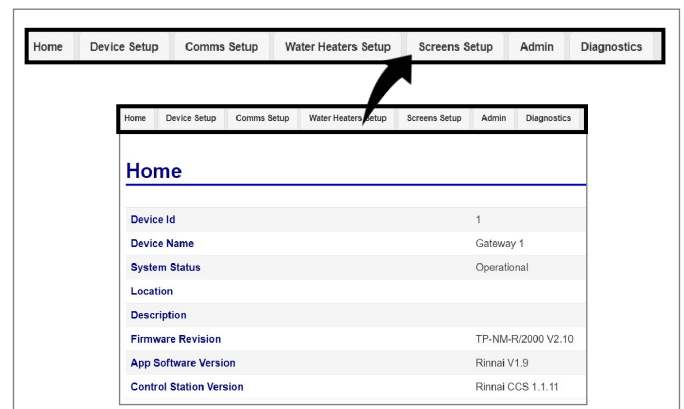 Home Device Setup Comms Setup Water Heaters Setup Screens Setup Admin Diagnostics
Home Device Setup Comms Setup Water Heaters Setup Screens Setup Admin Diagnostics
Home
Device Id 1
Device Name Gateway 1
System Status Operational
Location
Description
Firmware Revision TP-NM-R/2000 V2.10
App Software Version Rinnai V1.9
Control Station Version Rinnai CCS 1.1.11